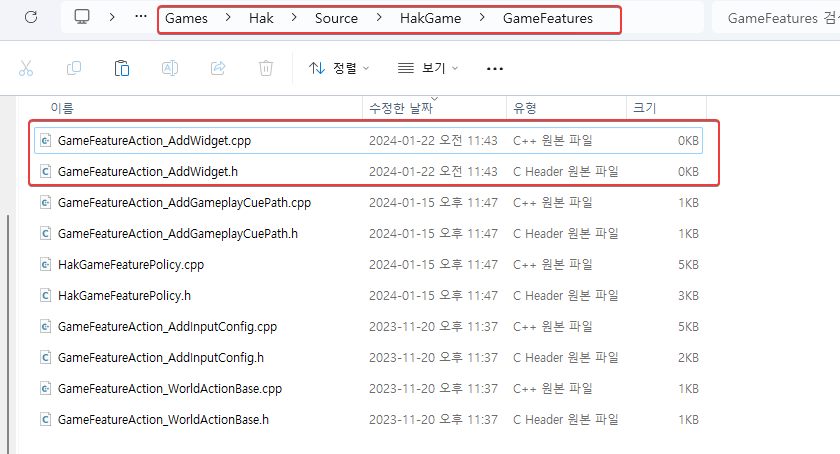 … Games > Hak > Source > HakGame > GameFeatures GameFeatures 검색
정렬 보기 ...
이름 수정한 날짜 유형 크기
GameFeatureAction_AddWidget.cpp 2024-01-22 오전 11:43 C++ 원본 파일 0KB
GameFeatureAction_AddWidget.h 2024-01-22 오전 11:43 C Header 원본 파일 0KB
GameFeatureAction_AddGameplayCuePath.cpp 2024-01-15 오후 11:47 C++ 원본 파일 1KB
GameFeatureAction_AddGameplayCuePath.h 2024-01-15 오후 11:47 C Header 원본 파일 1KB
HakGameFeaturePolicy.cpp 2024-01-15 오후 11:47 C++ 원본 파일 5KB
HakGameFeaturePolicy.h 2024-01-15 오후 11:47 C Header 원본 파일 3KB
GameFeatureAction_AddInputConfig.cpp 2023-11-20 오후 11:37 C++ 원본 파일 5KB
GameFeatureAction_AddInputConfig.h 2023-11-20 오후 11:37 C Header 원본 파일 2KB
GameFeatureAction_WorldActionBase.cpp 2023-11-20 오후 11:37 C++ 원본 파일 1KB
GameFeatureAction_WorldActionBase.h 2023-11-20 오후 11:37 C Header 원본 파일 1KB